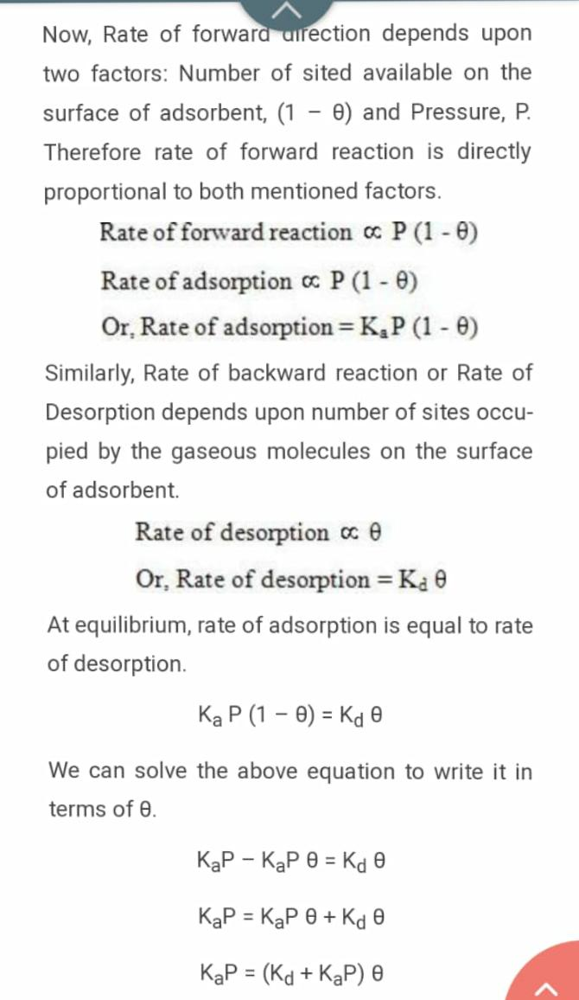 Now, Rate of forward direction depends upon
two factors: Number of sited available on the
surface of adsorbent, (1 − θ) and Pressure, P.
Therefore rate of forward reaction is directly
proportional to both mentioned factors.
Rate of forward reaction ∝ P (1 - θ)
Rate of adsorption ∝ P (1 - θ)
Or, Rate of adsorption = KₐP (1 - θ)
Similarly, Rate of backward reaction or Rate of
Desorption depends upon number of sites occu-
pied by the gaseous molecules on the surface
of adsorbent.
Rate of desorption ∝ θ
Or, Rate of desorption = K_d θ
At equilibrium, rate of adsorption is equal to rate
of desorption.
Kₐ P (1 − θ) = K_d θ
We can solve the above equation to write it in
terms of θ.
KₐP − KₐP θ = K_d θ
KₐP = KₐP θ + K_d θ
KₐP = (K_d + KₐP) θ